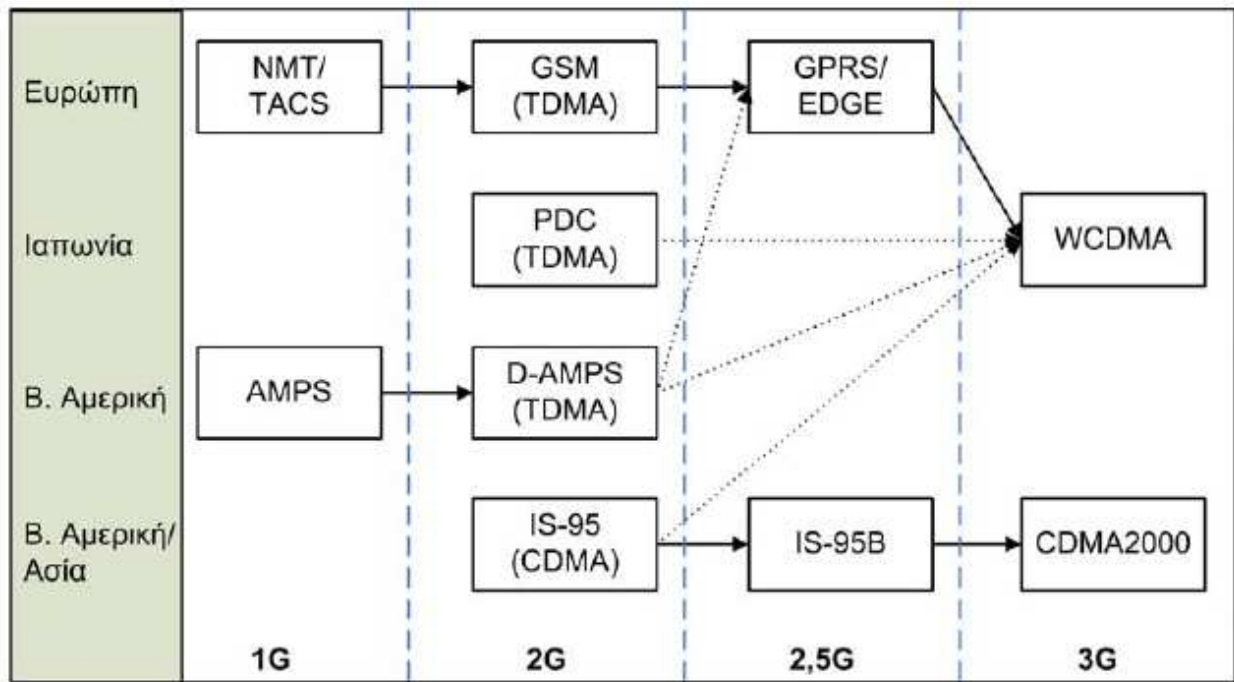 Ευρώπη
NMT/
TACS
GSM
(TDMA)
GPRS/
EDGE
Ιαπωνία
PDC
(TDMA)
WCDMA
Β. Αμερική
AMPS
D-AMPS
(TDMA)
Β. Αμερική/
Ασία
IS-95
(CDMA)
IS-95B
CDMA2000
1G
2G
2,5G
3G